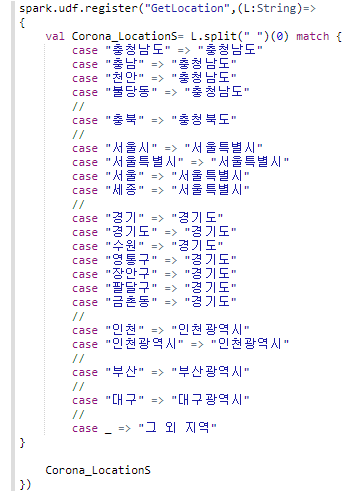 spark.udf.register("GetLocation",(L:String)=>
{
    val Corona_LocationS= L.split(" ")(0) match {
        case "충청남도" => "충청남도"
        case "충남" => "충청남도"
        case "천안" => "충청남도"
        case "불당동" => "충청남도"
        //
        case "충북" => "충청북도"
        //
        case "서울시" => "서울특별시"
        case "서울특별시" => "서울특별시"
        case "서울" => "서울특별시"
        case "세종" => "서울특별시"
        //
        case "경기" => "경기도"
        case "경기도" => "경기도"
        case "수원" => "경기도"
        case "영통구" => "경기도"
        case "장안구" => "경기도"
        case "팔달구" => "경기도"
        case "금촌동" => "경기도"
        //
        case "인천" => "인천광역시"
        case "인천광역시" => "인천광역시"
        //
        case "부산" => "부산광역시"
        //
        case "대구" => "대구광역시"
        //
        case _ => "그 외 지역"
}
    Corona_LocationS
})